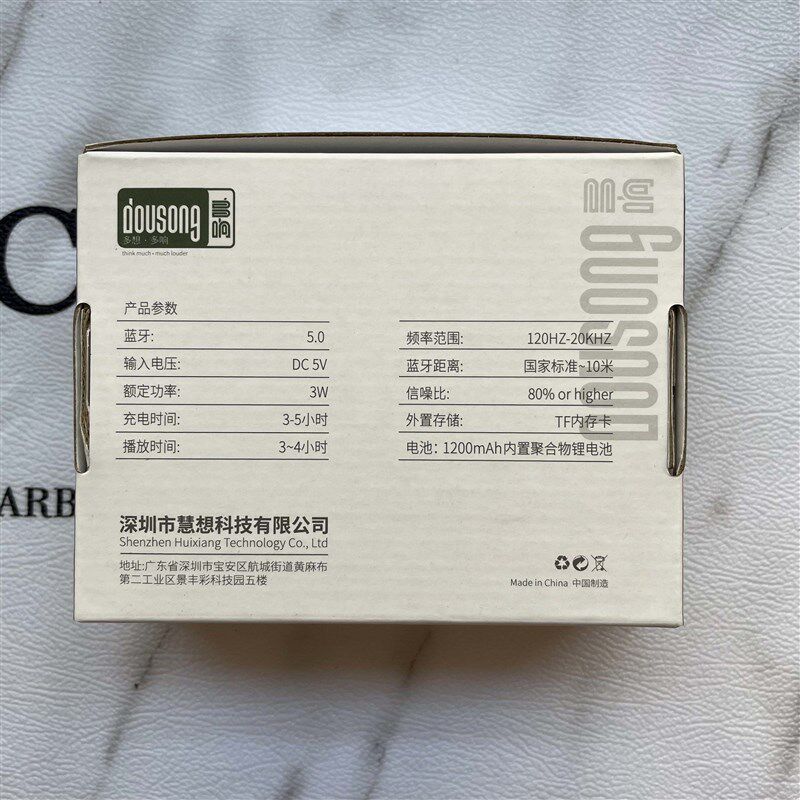 dousong
多想·多响
think much·much louder
产品参数
蓝牙: 5.0
输入电压: DC 5V
额定功率: 3W
充电时间: 3-5小时
播放时间: 3~4小时
频率范围: 120HZ-20KHZ
蓝牙距离: 国家标准~10米
信噪比: 80% or higher
外置存储: TF内存卡
电池: 1200mAh内置聚合物锂电池
深圳市慧想科技有限公司
Shenzhen Huixiang Technology Co., Ltd
地址:广东省深圳市宝安区航城街道黄麻布
第二工业区景丰彩科技园五楼
Made in China 中国制造
C
ARB